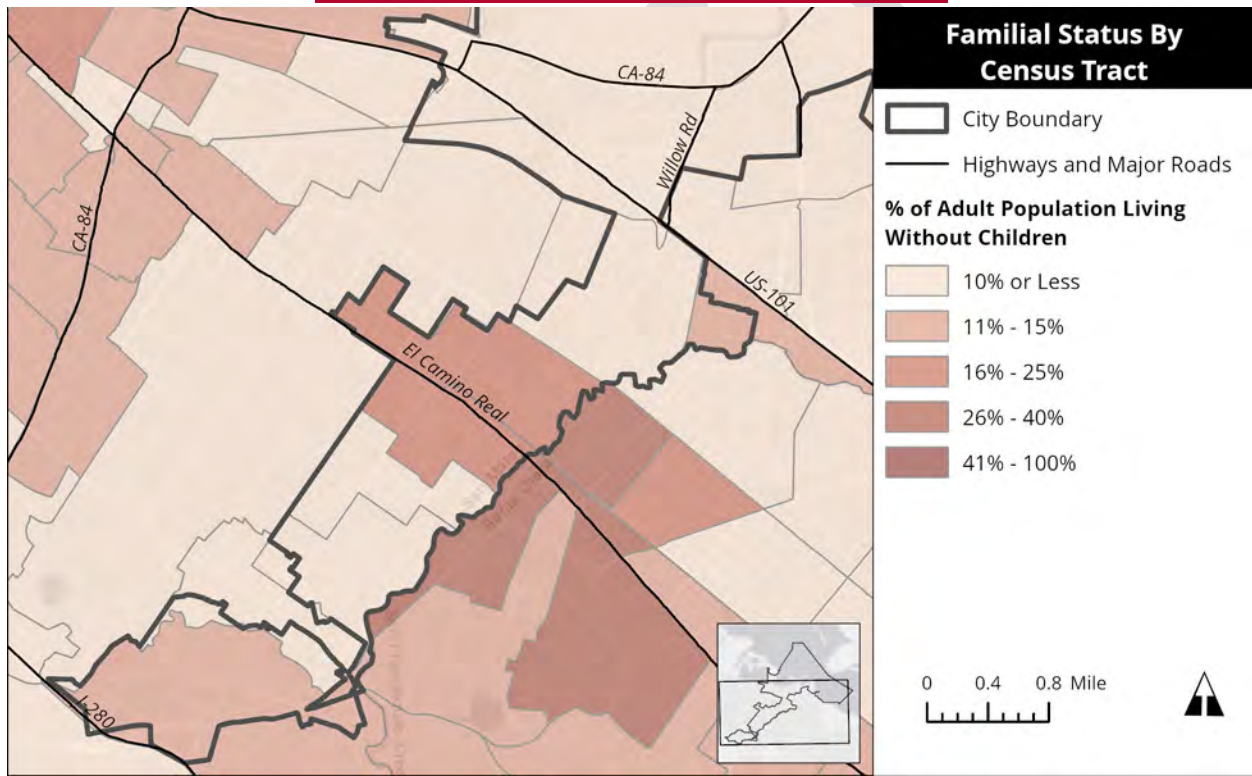 Familial Status By
Census Tract
City Boundary
Highways and Major Roads
% of Adult Population Living
Without Children
10% or Less
11% - 15%
16% - 25%
26% - 40%
41% - 100%
0 0.4 0.8 Mile
CA-84
Willow Rd
CA-84
US-101
El Camino Real
I-280